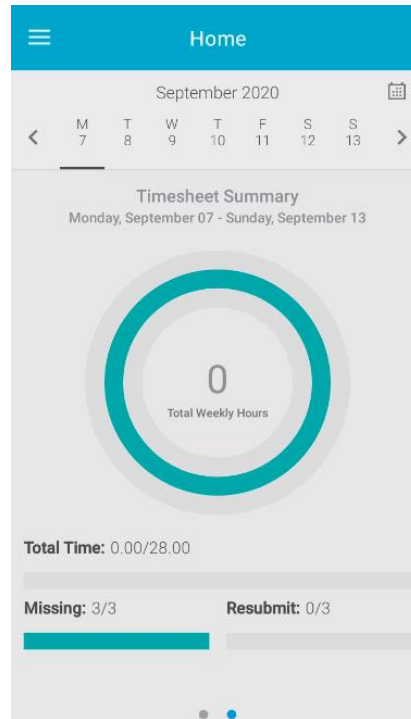 Home
September 2020
M T W T F S S
7 8 9 10 11 12 13
Timesheet Summary
Monday, September 07 - Sunday, September 13
0
Total Weekly Hours
Total Time: 0.00/28.00
Missing: 3/3 Resubmit: 0/3